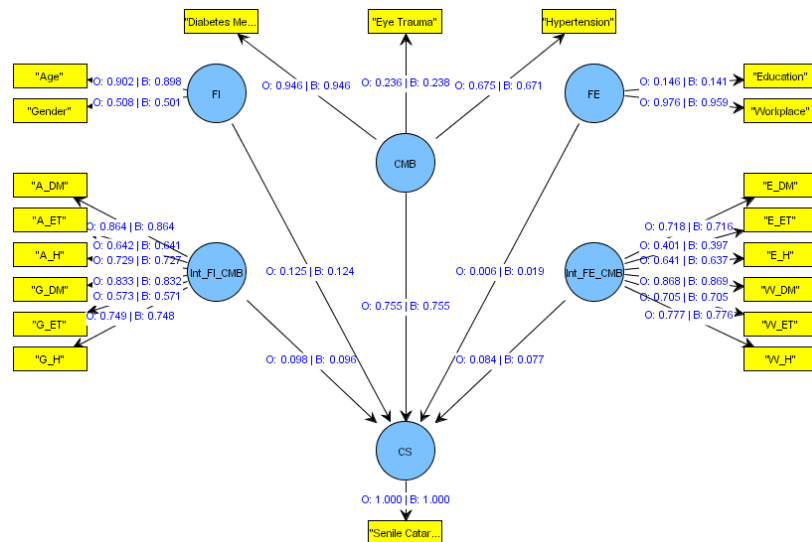 "Diabetes Me...
"Eye Trauma"
"Hypertension"
"Age"
O: 0.902 | B: 0.898
"Gender"
O: 0.508 | B: 0.501
FI
O: 0.946 | B: 0.946
O: 0.236 | B: 0.238
O: 0.675 | B: 0.671
FE
O: 0.146 | B: 0.141
"Education"
O: 0.976 | B: 0.959
"Workplace"
CMB
"A_DM"
"A_ET"
"A_H"
"G_DM"
"G_ET"
"G_H"
O: 0.864 | B: 0.864
O: 0.642 | B: 0.641
O: 0.729 | B: 0.727
O: 0.833 | B: 0.832
O: 0.573 | B: 0.571
O: 0.749 | B: 0.748
Int_FI_CMB
O: 0.125 | B: 0.124
O: 0.755 | B: 0.755
O: 0.006 | B: 0.019
Int_FE_CMB
O: 0.718 | B: 0.716
O: 0.401 | B: 0.397
O: 0.641 | B: 0.637
O: 0.868 | B: 0.869
O: 0.705 | B: 0.705
O: 0.777 | B: 0.776
"E_DM"
"E_ET"
"E_H"
"W_DM"
"W_ET"
"W_H"
O: 0.098 | B: 0.096
O: 0.084 | B: 0.077
CS
O: 1.000 | B: 1.000
"Senile Catar...